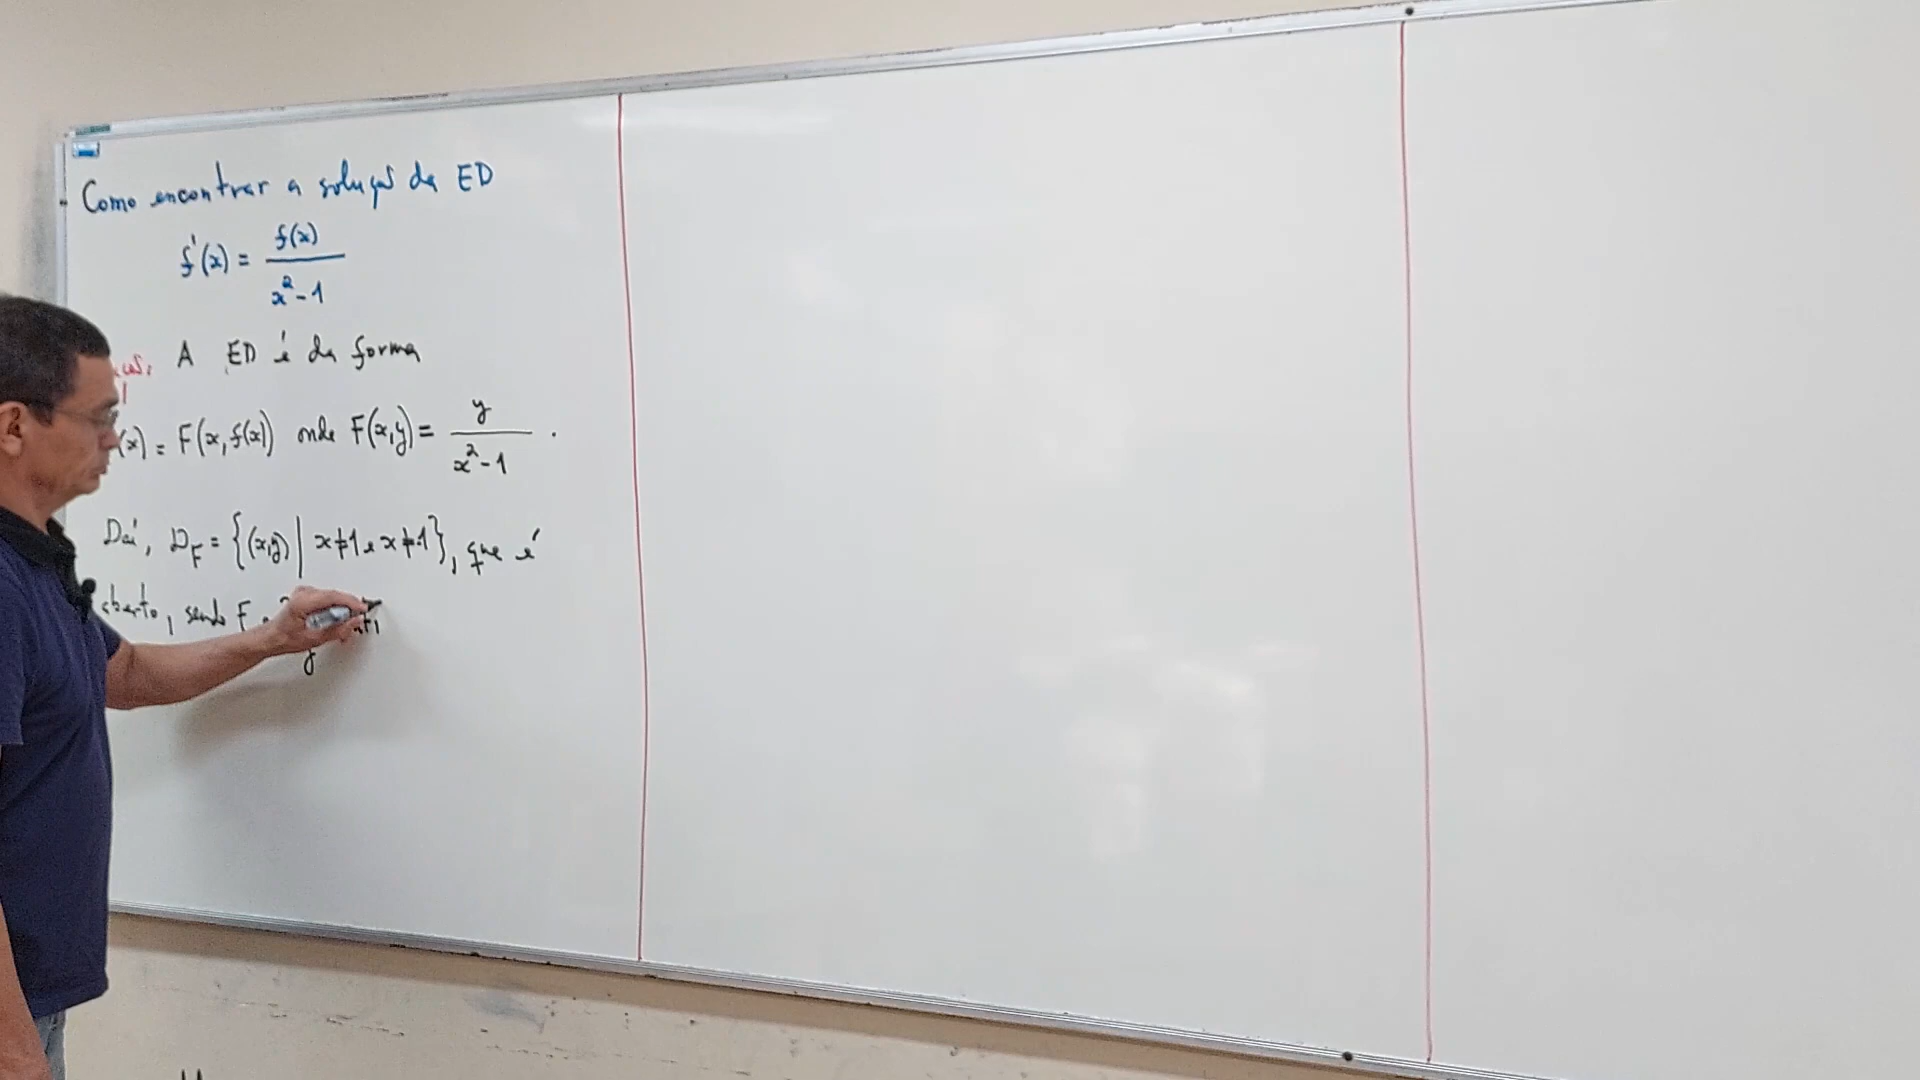 Como encontrar a solução da ED
f'(x) = f(x) / x² - 1
A ED é da forma
(x) = F(x, f(x)) onde F(x,y) = y / x² - 1 .
Daí, D_F = {(x,y) | x≠1 e x≠-1}, que é
aberto, sendo F
y